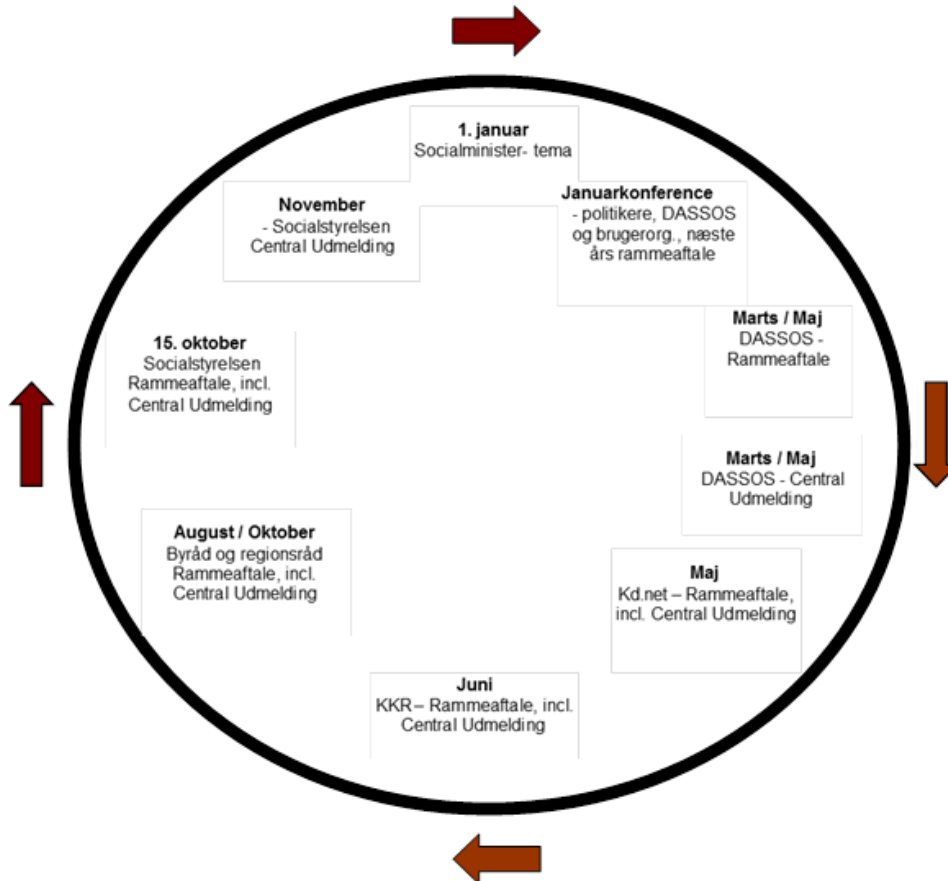 1. januar
Socialminister- tema
Januarkonference
- politikere, DASSOS
og brugerorg., næste
års rammeaftale
Marts / Maj
DASSOS -
Rammeaftale
Marts / Maj
DASSOS - Central
Udmelding
Maj
Kd.net – Rammeaftale,
incl. Central Udmelding
Juni
KKR – Rammeaftale, incl.
Central Udmelding
August / Oktober
Byråd og regionsråd
Rammeaftale, incl.
Central Udmelding
15. oktober
Socialstyrelsen
Rammeaftale, incl.
Central Udmelding
November
- Socialstyrelsen
Central Udmelding